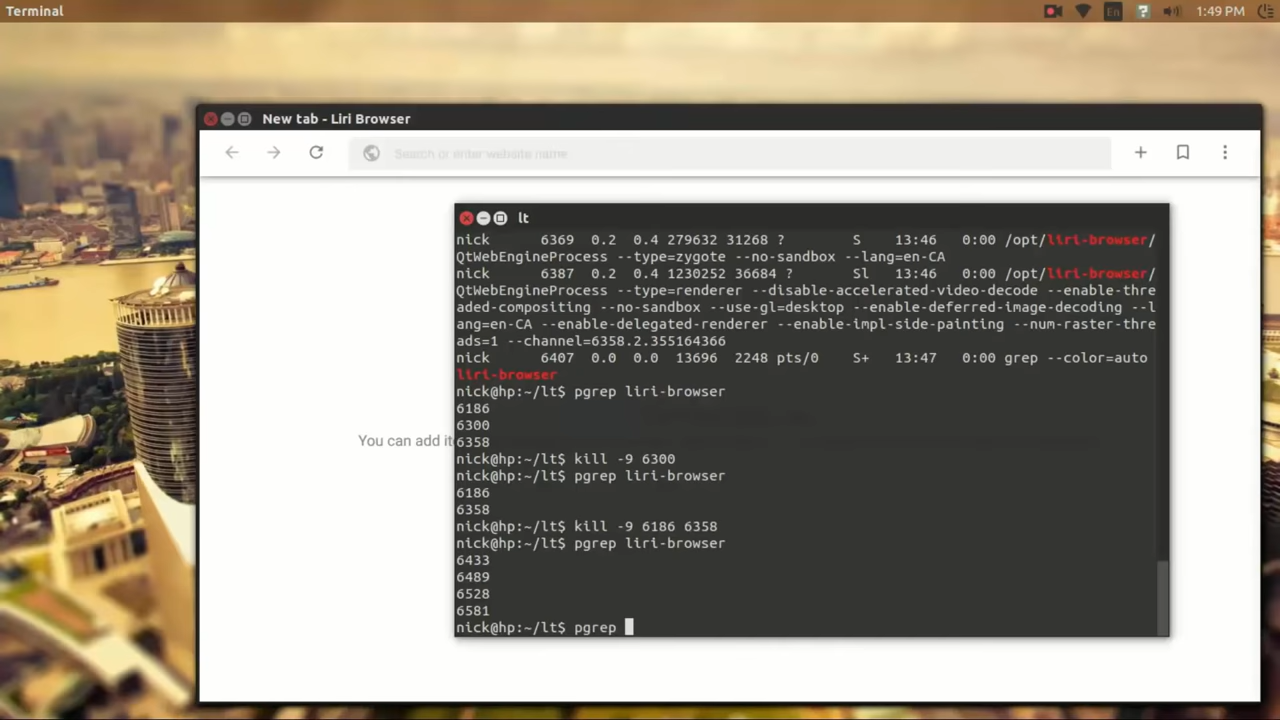 Terminal
En
1:49 PM
New tab - Liri Browser
Search or enter website name
You can add it
lt
nick 6369 0.2 0.4 279632 31268 ? S 13:46 0:00 /opt/liri-browser/
QtWebEngineProcess --type=zygote --no-sandbox --lang=en-CA
nick 6387 0.2 0.4 1230252 36684 ? Sl 13:46 0:00 /opt/liri-browser/
QtWebEngineProcess --type=renderer --disable-accelerated-video-decode --enable-thre
aded-compositing --no-sandbox --use-gl=desktop --enable-deferred-image-decoding --l
ang=en-CA --enable-delegated-renderer --enable-impl-side-painting --num-raster-thre
ads=1 --channel=6358.2.355164366
nick 6407 0.0 0.0 13696 2248 pts/0 S+ 13:47 0:00 grep --color=auto
liri-browser
nick@hp:~/lt$ pgrep liri-browser
6186
6300
6358
nick@hp:~/lt$ kill -9 6300
nick@hp:~/lt$ pgrep liri-browser
6186
6358
nick@hp:~/lt$ kill -9 6186 6358
nick@hp:~/lt$ pgrep liri-browser
6433
6489
6528
6581
nick@hp:~/lt$ pgrep